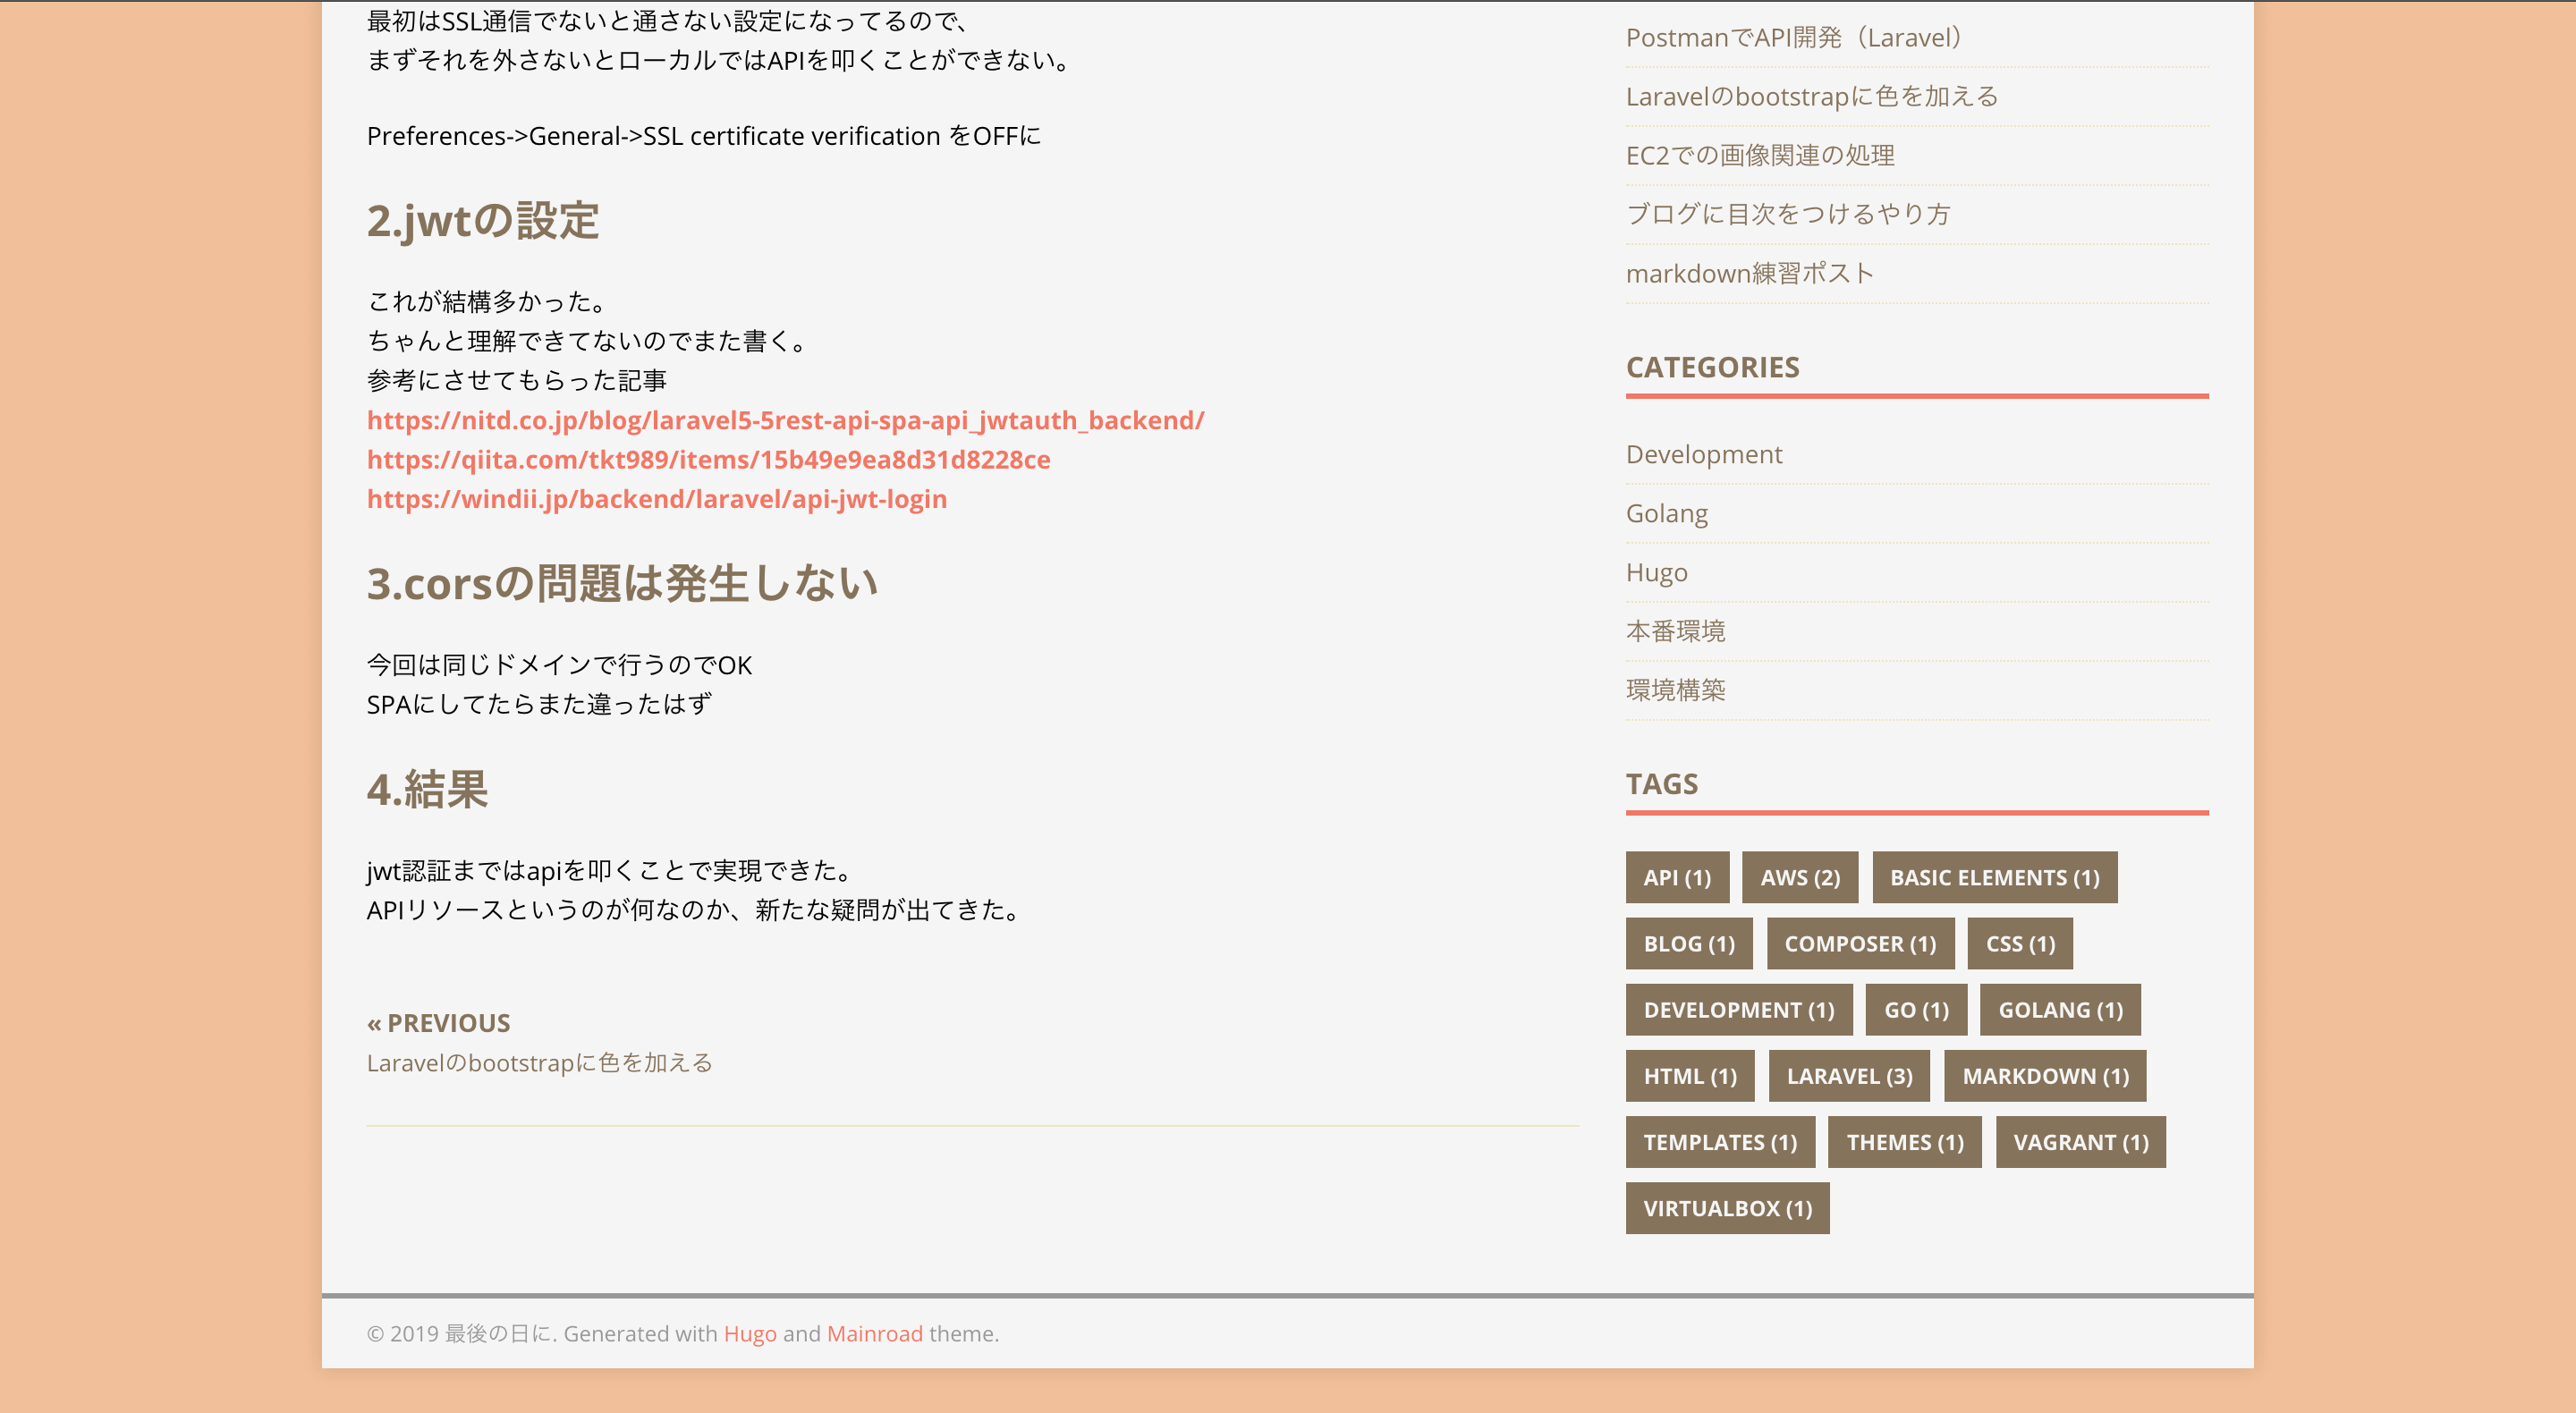 最初はSSL通信でないと通さない設定になってるので、
まずそれを外さないとローカルではAPIを叩くことができない。
Preferences->General->SSL certificate verification をOFFに
2.jwtの設定
これが結構多かった。
ちゃんと理解できてないのでまた書く。
参考にさせてもらった記事
https://nitd.co.jp/blog/laravel5-5rest-api-spa-api_jwtauth_backend/
https://qiita.com/tkt989/items/15b49e9ea8d31d8228ce
https://windii.jp/backend/laravel/api-jwt-login
3.corsの問題は発生しない
今回は同じドメインで行うのでOK
SPAにしてたらまた違ったはず
4.結果
jwt認証まではapiを叩くことで実現できた。
APIリソースというのが何なのか、新たな疑問が出てきた。
« PREVIOUS
Laravelのbootstrapに色を加える
PostmanでAPI開発（Laravel）
Laravelのbootstrapに色を加える
EC2での画像関連の処理
ブログに目次をつけるやり方
markdown練習ポスト
CATEGORIES
Development
Golang
Hugo
本番環境
環境構築
TAGS
API (1) AWS (2) BASIC ELEMENTS (1)
BLOG (1) COMPOSER (1) CSS (1)
DEVELOPMENT (1) GO (1) GOLANG (1)
HTML (1) LARAVEL (3) MARKDOWN (1)
TEMPLATES (1) THEMES (1) VAGRANT (1)
VIRTUALBOX (1)
© 2019 最後の日に. Generated with Hugo and Mainroad theme.